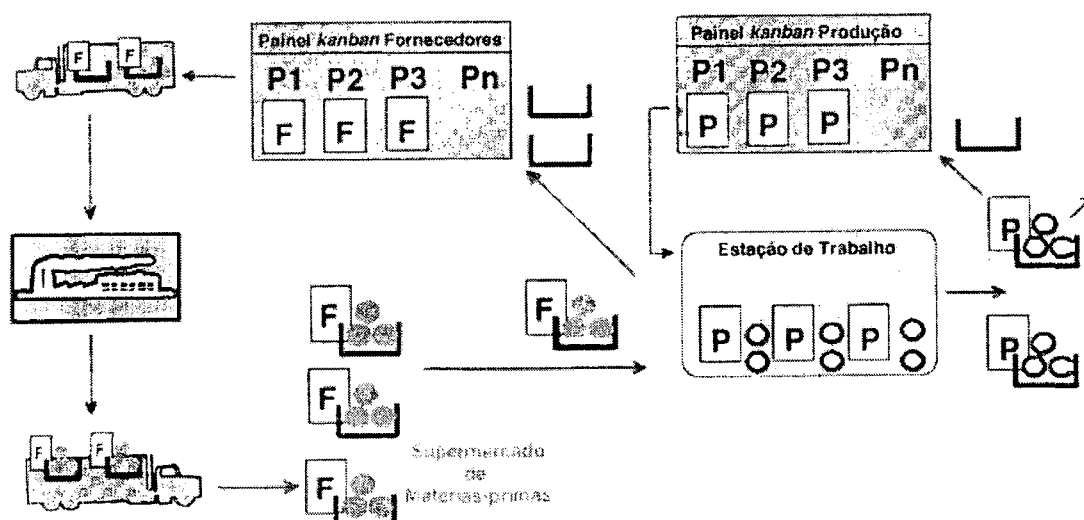 Painel kanban Fornecedores
P1 P2 P3 Pn
F F F
Painel kanban Produção
P1 P2 P3 Pn
P P P
F F
P
Estação de Trabalho
F
F
P P P
P
F
F F
F
Supermercado
de
Matérias-primas